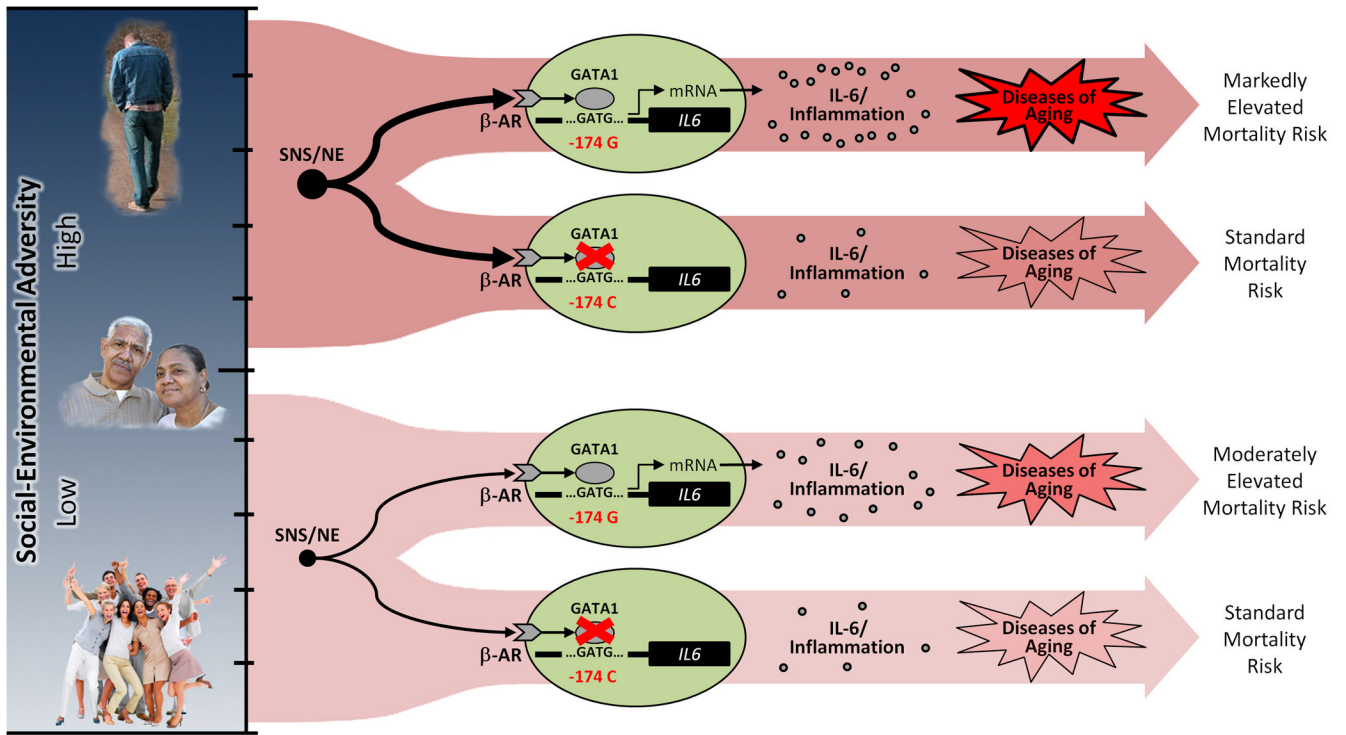 Social-Environmental Adversity
High
Low
SNS/NE
β-AR
GATA1
...GATG...
-174 G
mRNA
IL6
IL-6/
Inflammation
Diseases of
Aging
Markedly
Elevated
Mortality Risk
β-AR
GATA1
...GATG...
-174 C
IL6
IL-6/
Inflammation
Diseases of
Aging
Standard
Mortality
Risk
SNS/NE
β-AR
GATA1
...GATG...
-174 G
mRNA
IL6
IL-6/
Inflammation
Diseases of
Aging
Moderately
Elevated
Mortality Risk
β-AR
GATA1
...GATG...
-174 C
IL6
IL-6/
Inflammation
Diseases of
Aging
Standard
Mortality
Risk